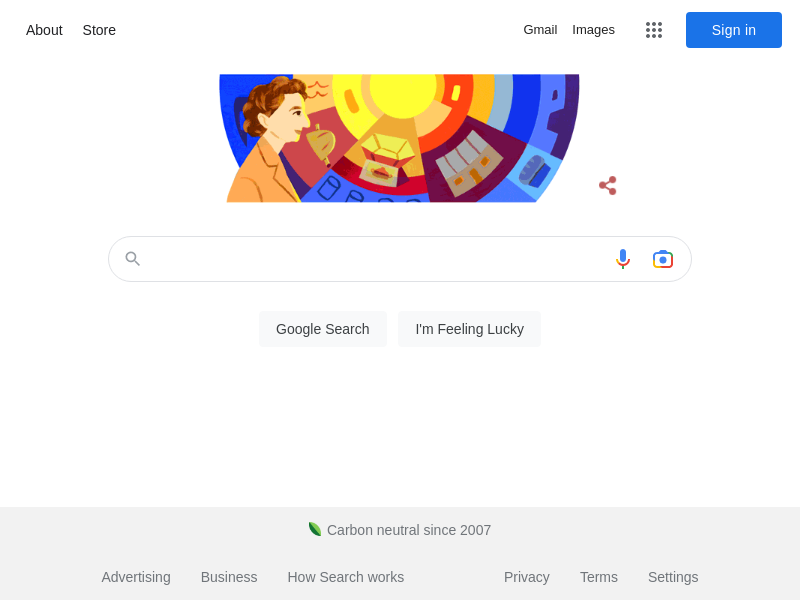 About Store Gmail Images Sign in
Google Search I'm Feeling Lucky
Carbon neutral since 2007
Advertising Business How Search works Privacy Terms Settings